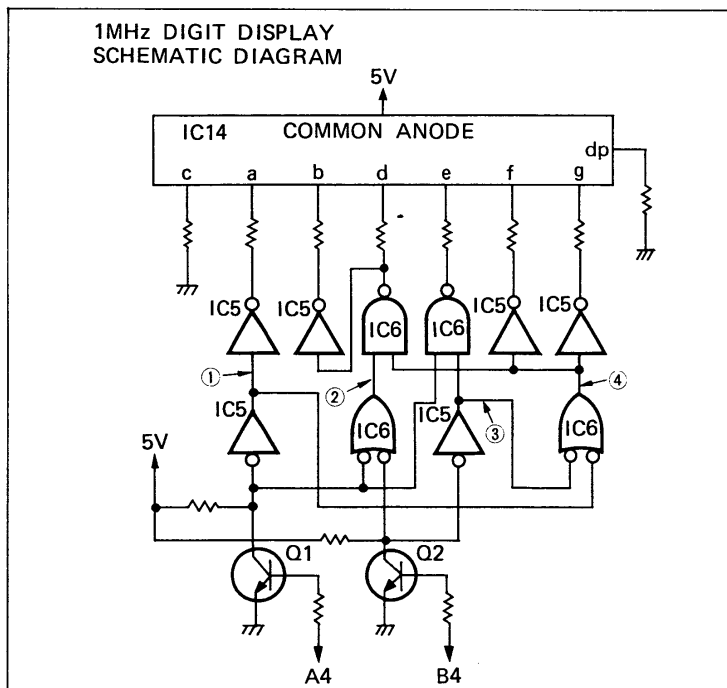 1MHz DIGIT DISPLAY
SCHEMATIC DIAGRAM
5V
IC14 COMMON ANODE
dp
c a b d e f g
IC5 IC5 IC6 IC6 IC5 IC5
① ② ③ ④
IC5 IC6 IC5 IC6
5V
Q1 Q2
A4 B4